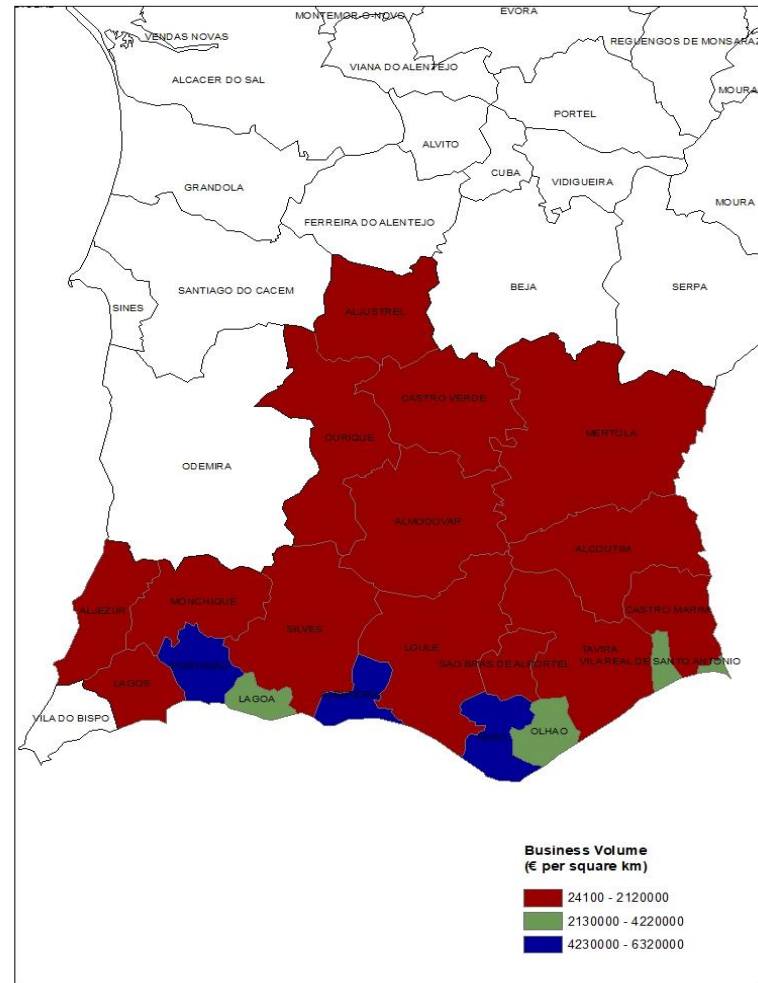 MONTEMOR-O-NOVO
EVORA
VENDAS NOVAS
REGUENGOS DE MONSARAZ
VIANA DO ALENTEJO
ALCACER DO SAL
MOURA
PORTEL
ALVITO
CUBA
VIDIGUEIRA
GRANDOLA
MOURA
FERREIRA DO ALENTEJO
SANTIAGO DO CACEM
BEJA
SERPA
SINES
ALJUSTREL
CASTRO VERDE
MERTOLA
OURIQUE
ODEMIRA
ALMODOVAR
ALCOUTIM
MONCHIQUE
ALJEZUR
CASTRO MARIM
SILVES
LOULE
TAVIRA
SAO BRAS DE ALPORTEL
VILA REAL DE SANTO ANTONIO
LAGOS
LAGOA
VILA DO BISPO
OLHAO
Business Volume
(€ per square km)
24100 - 2120000
2130000 - 4220000
4230000 - 6320000